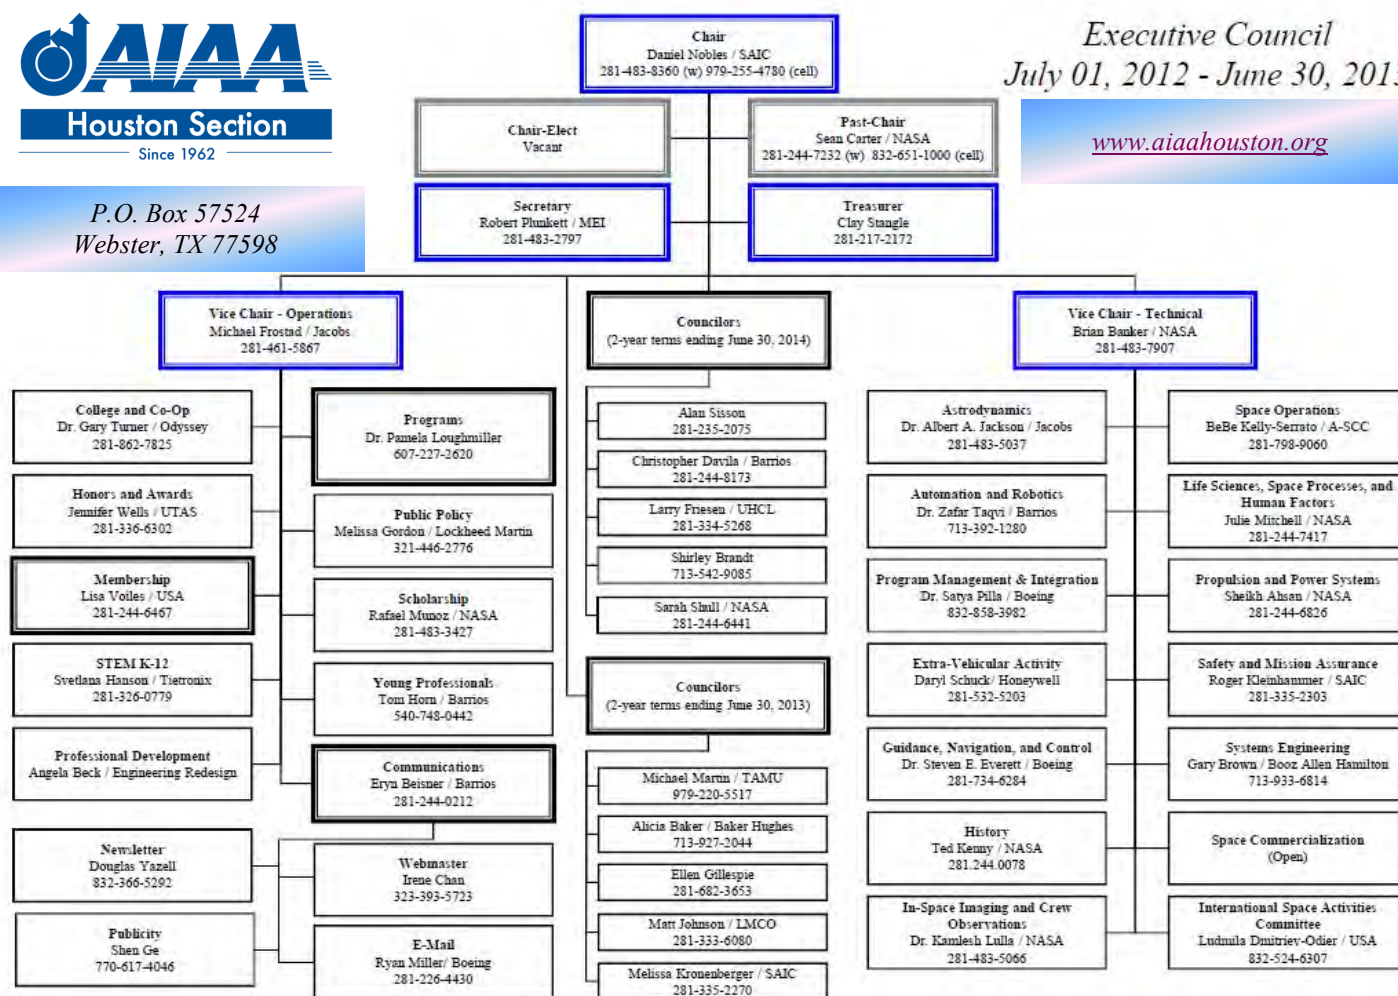 AIAA
Houston Section
Since 1962
Executive Council
July 01, 2012 - June 30, 201
www.aiaahouston.org
P.O. Box 57524
Webster, TX 77598
Chair
Daniel Nobles / SAIC
281-483-8360 (w) 979-255-4780 (cell)
Chair-Elect
Vacant
Past-Chair
Sean Carter / NASA
281-244-7232 (w) 832-651-1000 (cell)
Secretary
Robert Plunkett / MEI
281-483-2797
Treasurer
Clay Stangle
281-217-2172
Vice Chair - Operations
Michael Frostad / Jacobs
281-461-5867
College and Co-Op
Dr. Gary Turner / Odyssey
281-862-7825
Honors and Awards
Jennifer Wells / UTAS
281-336-6302
Membership
Lisa Voiles / USA
281-244-6467
STEM K-12
Svetlana Hanson / Tietronix
281-326-0779
Professional Development
Angela Beck / Engineering Redesign
Programs
Dr. Pamela Loughmiller
607-227-2620
Public Policy
Melissa Gordon / Lockheed Martin
321-446-2776
Scholarship
Rafael Munoz / NASA
281-483-3427
Young Professionals
Tom Horn / Barrios
540-748-0442
Communications
Eryn Beisner / Barrios
281-244-0212
Newsletter
Douglas Yazell
832-366-5292
Publicity
Shen Ge
770-617-4046
Webmaster
Irene Chan
323-393-5723
E-Mail
Ryan Miller/ Boeing
281-226-4430
Councilors
(2-year terms ending June 30, 2014)
Alan Sisson
281-235-2075
Christopher Davila / Barrios
281-244-8173
Larry Friesen / UHCL
281-334-5268
Shirley Brandt
713-542-9085
Sarah Shull / NASA
281-244-6441
Councilors
(2-year terms ending June 30, 2013)
Michael Martin / TAMU
979-220-5517
Alicia Baker / Baker Hughes
713-927-2044
Ellen Gillespie
281-682-3653
Matt Johnson / LMCO
281-333-6080
Melissa Kronenberger / SAIC
281-335-2270
Vice Chair - Technical
Brian Banker / NASA
281-483-7907
Astrodynamics
Dr. Albert A. Jackson / Jacobs
281-483-5037
Automation and Robotics
Dr. Zafar Taqvi / Barrios
713-392-1280
Program Management & Integration
Dr. Satya Pilla / Boeing
832-858-3982
Extra-Vehicular Activity
Daryl Schuck/ Honeywell
281-532-5203
Guidance, Navigation, and Control
Dr. Steven E. Everett / Boeing
281-734-6284
History
Ted Kenny / NASA
281.244.0078
In-Space Imaging and Crew
Observations
Dr. Kamlesh Lulla / NASA
281-483-5066
Space Operations
BeBe Kelly-Serrato / A-SCC
281-798-9060
Life Sciences, Space Processes, and
Human Factors
Julie Mitchell / NASA
281-244-7417
Propulsion and Power Systems
Sheikh Ahsan / NASA
281-244-6826
Safety and Mission Assurance
Roger Kleinhammer / SAIC
281-335-2303
Systems Engineering
Gary Brown / Booz Allen Hamilton
713-933-6814
Space Commercialization
(Open)
International Space Activities
Committee
Ludmila Dmitriev-Odier / USA
832-524-6307